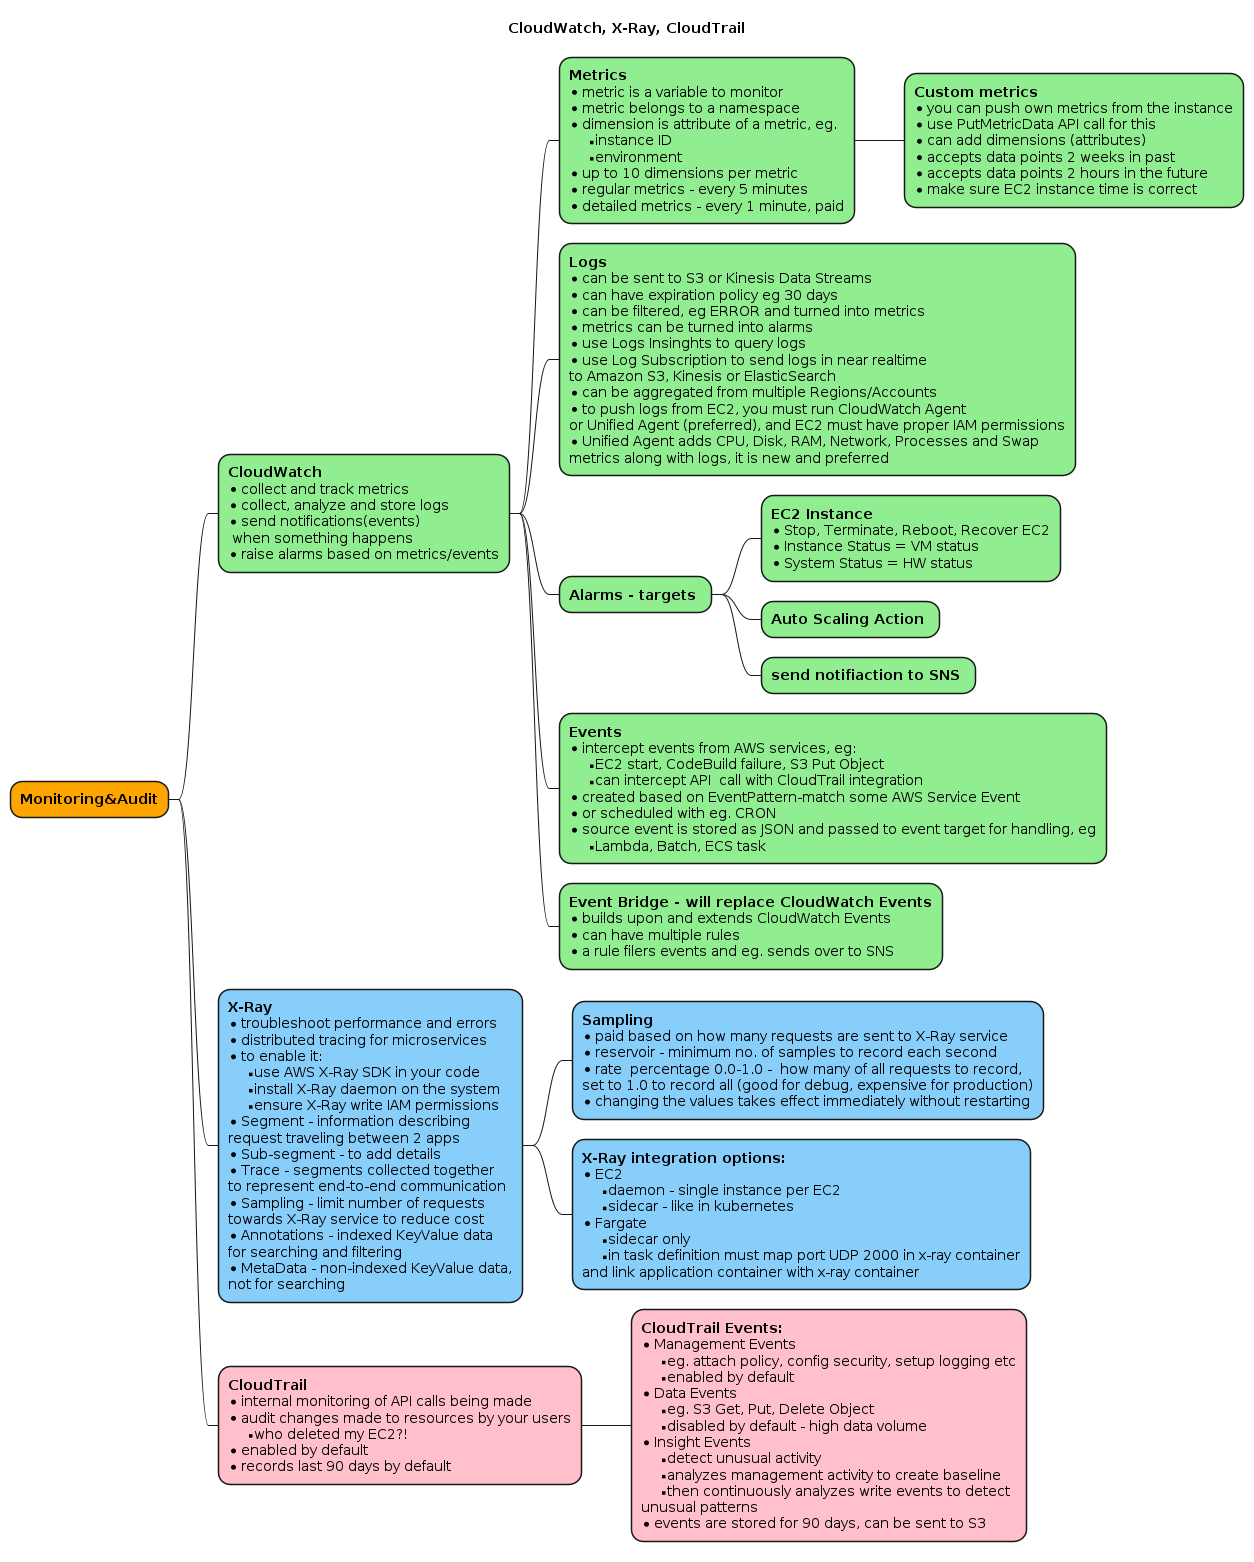 CloudWatch, X-Ray, CloudTrail
Monitoring&Audit
CloudWatch
• collect and track metrics
• collect, analyze and store logs
• send notifications(events)
when something happens
• raise alarms based on metrics/events
Metrics
• metric is a variable to monitor
• metric belongs to a namespace
• dimension is attribute of a metric, eg.
▪instance ID
▪environment
• up to 10 dimensions per metric
• regular metrics - every 5 minutes
• detailed metrics - every 1 minute, paid
Custom metrics
• you can push own metrics from the instance
• use PutMetricData API call for this
• can add dimensions (attributes)
• accepts data points 2 weeks in past
• accepts data points 2 hours in the future
• make sure EC2 instance time is correct
Logs
• can be sent to S3 or Kinesis Data Streams
• can have expiration policy eg 30 days
• can be filtered, eg ERROR and turned into metrics
• metrics can be turned into alarms
• use Logs Insinghts to query logs
• use Log Subscription to send logs in near realtime
to Amazon S3, Kinesis or ElasticSearch
• can be aggregated from multiple Regions/Accounts
• to push logs from EC2, you must run CloudWatch Agent
or Unified Agent (preferred), and EC2 must have proper IAM permissions
• Unified Agent adds CPU, Disk, RAM, Network, Processes and Swap
metrics along with logs, it is new and preferred
Alarms - targets
EC2 Instance
• Stop, Terminate, Reboot, Recover EC2
• Instance Status = VM status
• System Status = HW status
Auto Scaling Action
send notifiaction to SNS
Events
• intercept events from AWS services, eg:
▪EC2 start, CodeBuild failure, S3 Put Object
▪can intercept API  call with CloudTrail integration
• created based on EventPattern-match some AWS Service Event
• or scheduled with eg. CRON
• source event is stored as JSON and passed to event target for handling, eg
▪Lambda, Batch, ECS task
Event Bridge - will replace CloudWatch Events
• builds upon and extends CloudWatch Events
• can have multiple rules
• a rule filers events and eg. sends over to SNS
X-Ray
• troubleshoot performance and errors
• distributed tracing for microservices
• to enable it:
▪use AWS X-Ray SDK in your code
▪install X-Ray daemon on the system
▪ensure X-Ray write IAM permissions
• Segment - information describing
request traveling between 2 apps
• Sub-segment - to add details
• Trace - segments collected together
to represent end-to-end communication
• Sampling - limit number of requests
towards X-Ray service to reduce cost
• Annotations - indexed KeyValue data
for searching and filtering
• MetaData - non-indexed KeyValue data,
not for searching
Sampling
• paid based on how many requests are sent to X-Ray service
• reservoir - minimum no. of samples to record each second
• rate  percentage 0.0-1.0 -  how many of all requests to record,
set to 1.0 to record all (good for debug, expensive for production)
• changing the values takes effect immediately without restarting
X-Ray integration options:
• EC2
▪daemon - single instance per EC2
▪sidecar - like in kubernetes
• Fargate
▪sidecar only
▪in task definition must map port UDP 2000 in x-ray container
and link application container with x-ray container
CloudTrail
• internal monitoring of API calls being made
• audit changes made to resources by your users
▪who deleted my EC2?!
• enabled by default
• records last 90 days by default
CloudTrail Events:
• Management Events
▪eg. attach policy, config security, setup logging etc
▪enabled by default
• Data Events
▪eg. S3 Get, Put, Delete Object
▪disabled by default - high data volume
• Insight Events
▪detect unusual activity
▪analyzes management activity to create baseline
▪then continuously analyzes write events to detect
unusual patterns
• events are stored for 90 days, can be sent to S3